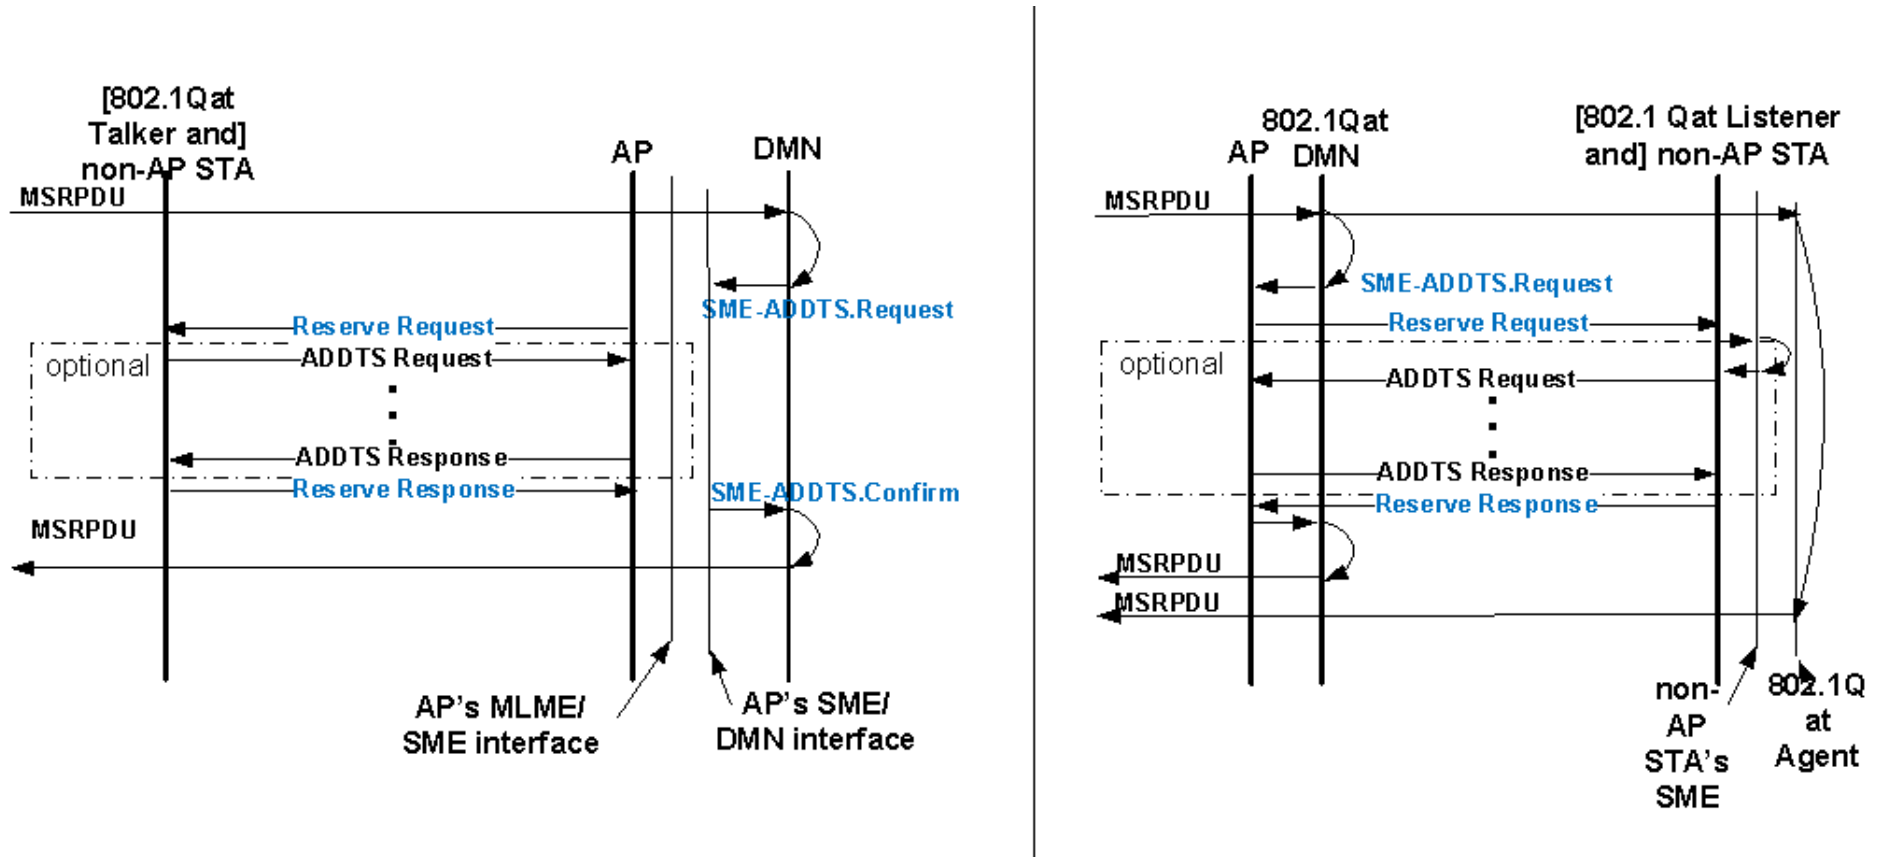 [802.1Qat
Talker and]
non-AP STA
AP
DMN
MSRPDU
SME-ADDTS.Request
Reserve Request
optional
ADDTS Request
ADDTS Response
Reserve Response
SME-ADDTS.Confirm
MSRPDU
AP's MLME/
SME interface
AP's SME/
DMN interface
802.1Qat
AP DMN
[802.1 Qat Listener
and] non-AP STA
MSRPDU
SME-ADDTS.Request
Reserve Request
optional
ADDTS Request
ADDTS Response
Reserve Response
MSRPDU
MSRPDU
non-
AP
STA's
SME
802.1Q
at
Agent